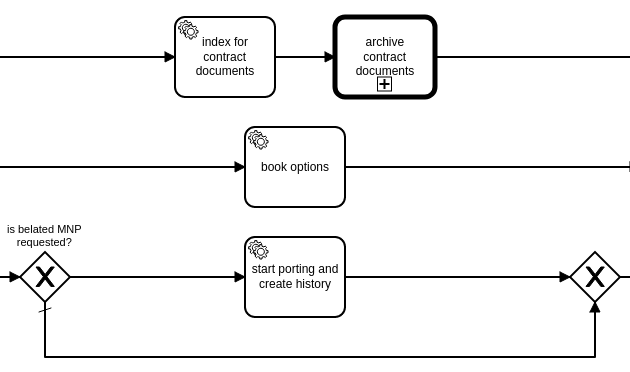 index for
contract
documents
archive
contract
documents
book options
is belated MNP
requested?
start porting and
create history